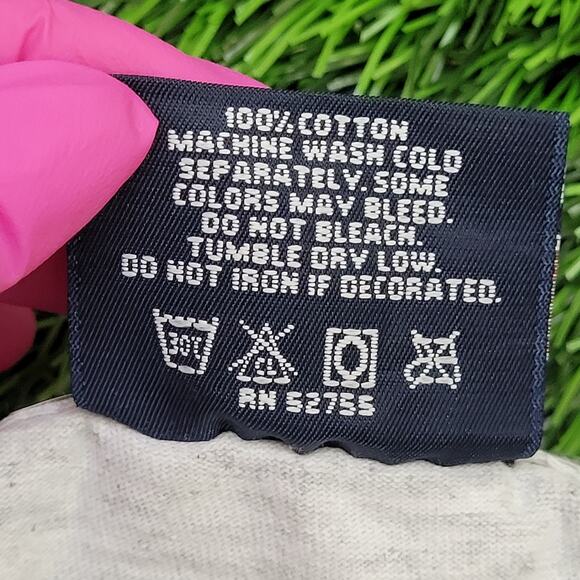 100% COTTON
MACHINE WASH COLD
SEPARATELY. SOME
COLORS MAY BLEED.
DO NOT BLEACH.
TUMBLE DRY LOW.
DO NOT IRON IF DECORATED.
30° CL
RN 52755